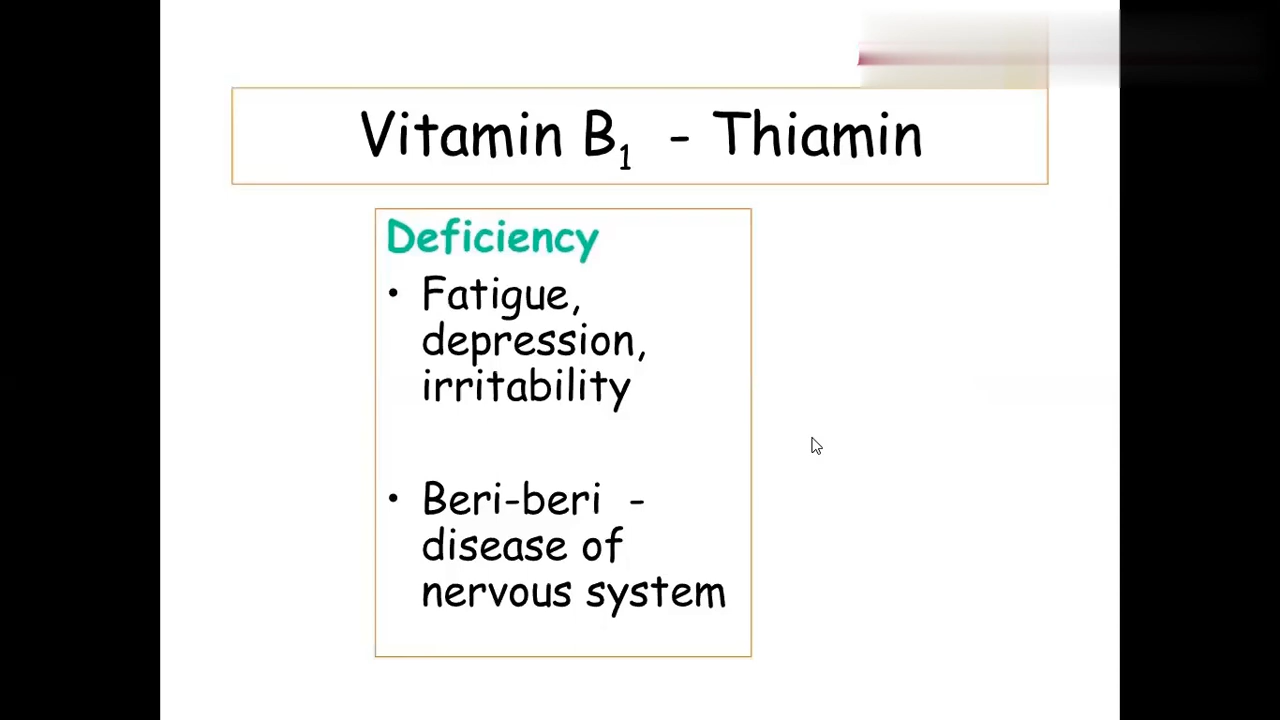 Vitamin B₁ - Thiamin
Deficiency
• Fatigue,
depression,
irritability
• Beri-beri -
disease of
nervous system